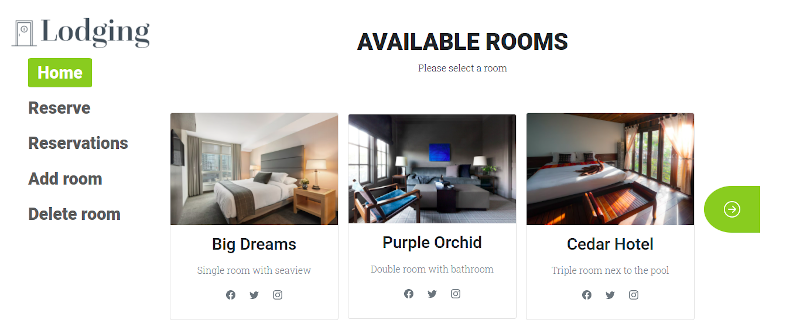 Lodging
Home
Reserve
Reservations
Add room
Delete room
AVAILABLE ROOMS
Please select a room
Big Dreams
Single room with seaview
Purple Orchid
Double room with bathroom
Cedar Hotel
Triple room nex to the pool